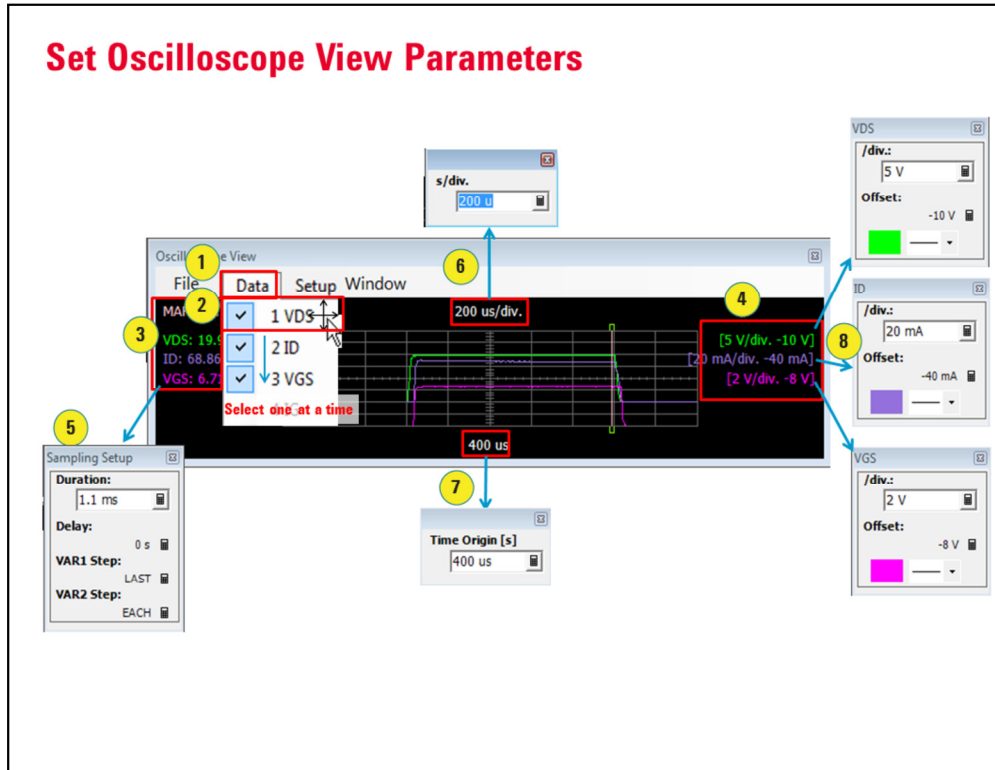 Set Oscilloscope View Parameters
VDS
/div.:
5 V
Offset:
-10 V
s/div.
200 u
Oscill
e View
1
6
File
Data
Setup
Window
2
4
MA
1 VDS
200 us/div.
ID
/div.:
20 mA
Offset:
-40 mA
3
VDS: 19.9
ID: 68.86
VGS: 6.7
2 ID
3 VGS
[5 V/div. -10 V]
[20 mA/div -40 mA]
[2 V/div. -8 V]
8
Select one at a time
5
400 us
Sampling Setup
Duration:
1.1 ms
Delay:
0 s
VAR1 Step:
LAST
VAR2 Step:
EACH
7
Time Origin [s]
400 us
VGS
/div.:
2 V
Offset:
-8 V